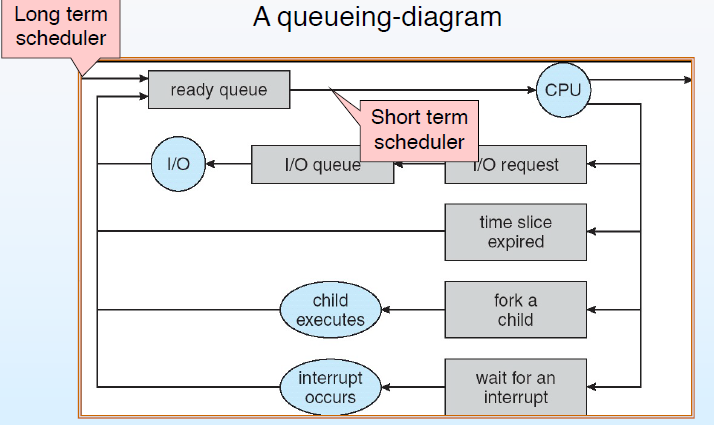 Long term
scheduler
A queueing-diagram
ready queue
CPU
Short term
scheduler
I/O
I/O queue
I/O request
time slice
expired
child
executes
fork a
child
interrupt
occurs
wait for an
interrupt